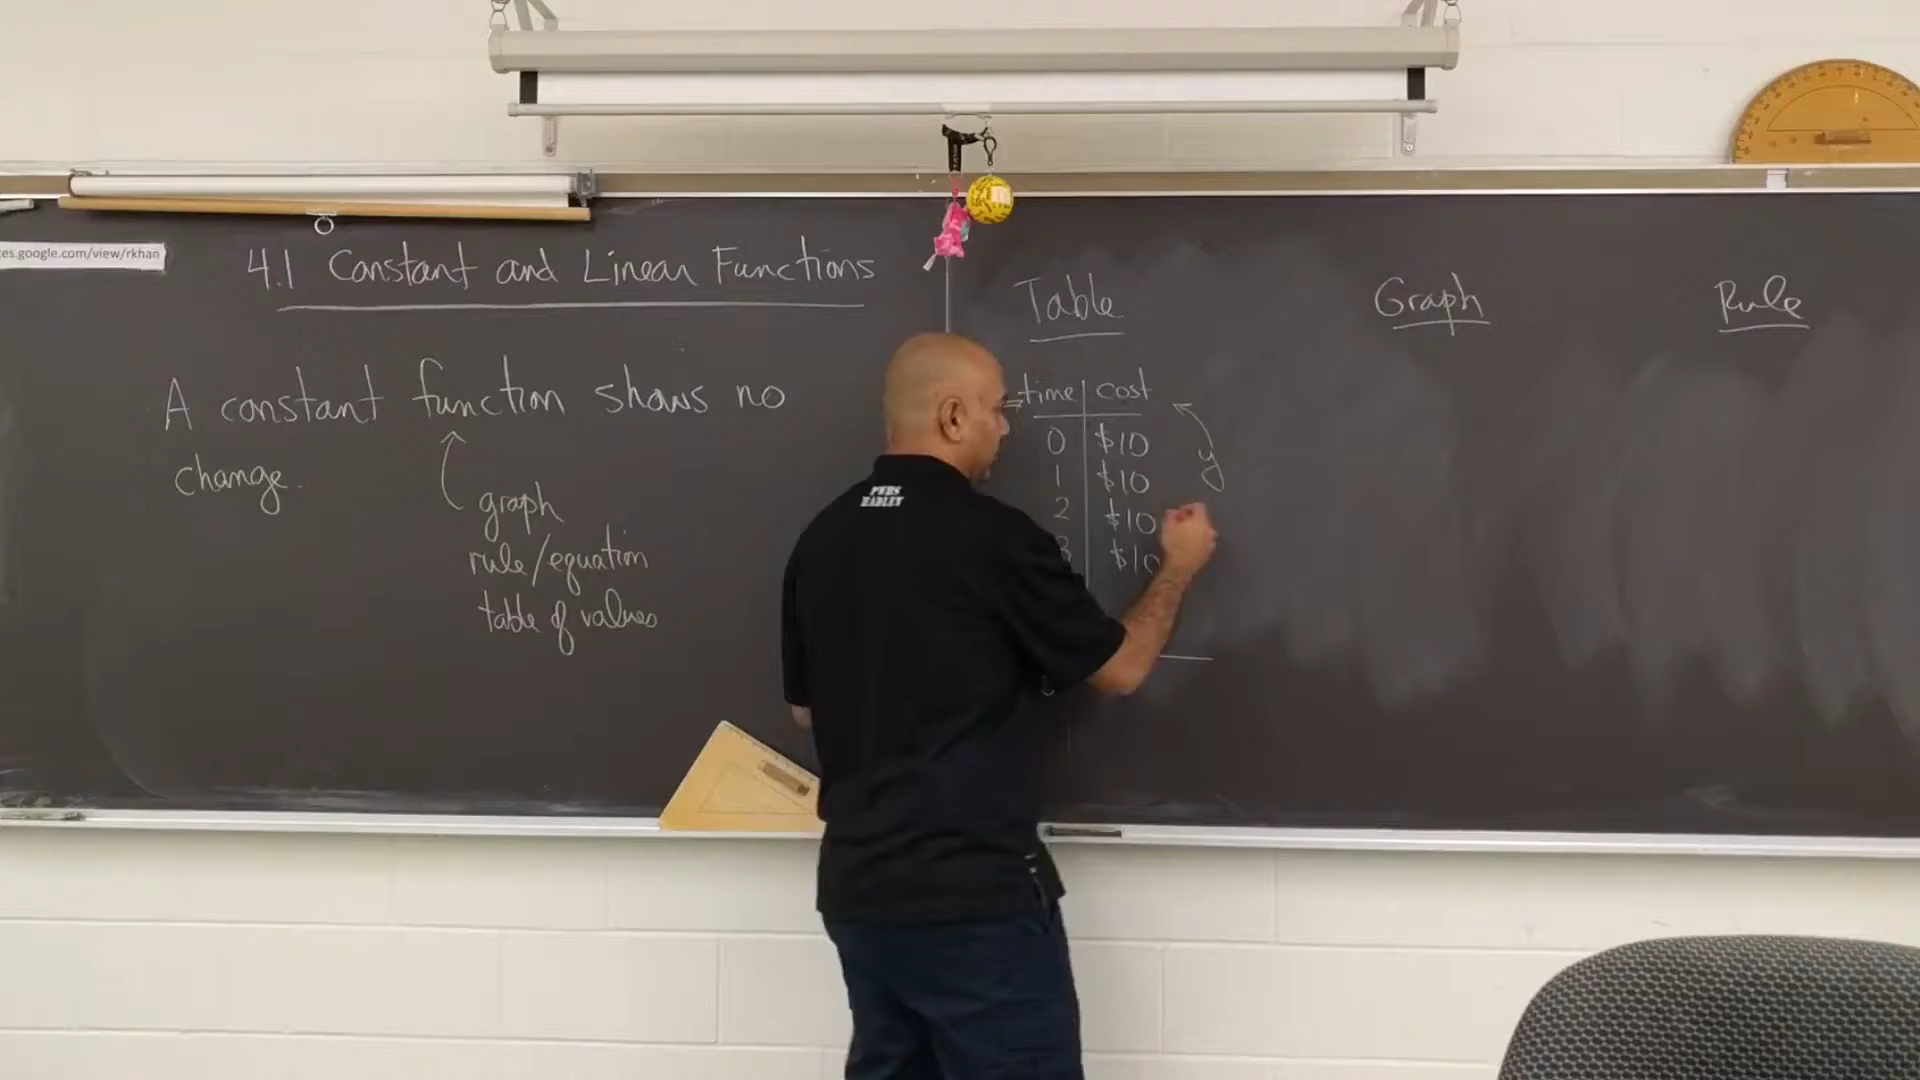 es.google.com/view/rkhan
4.1 Constant and Linear Functions
A constant function shows no
change.
graph
rule/equation
table of values
Table
Graph
Rule
time cost
0 $10
1 $10
2 $10
3 $10
y